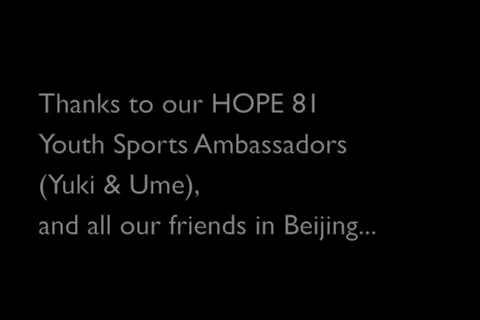 Thanks to our HOPE 81
Youth Sports Ambassadors
(Yuki & Ume),
and all our friends in Beijing...